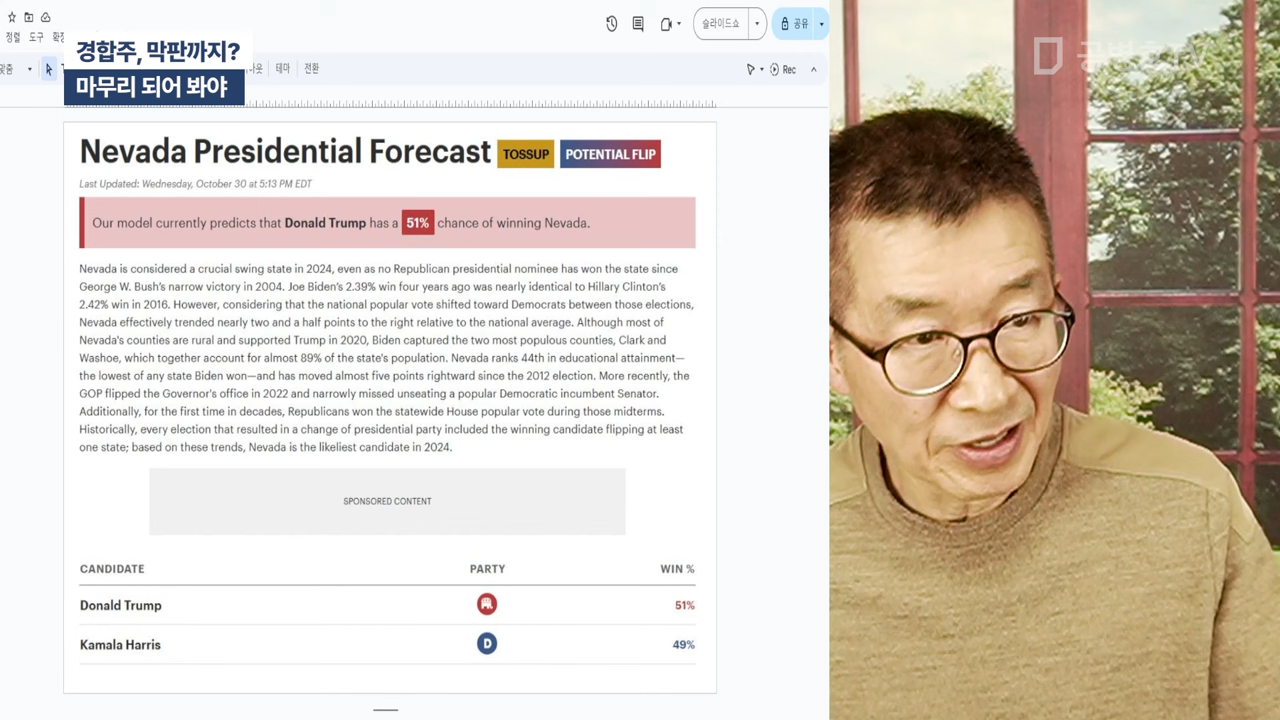 정렬 도구
슬라이드쇼
공유
경합주, 막판까지?
마무리 되어 봐야
테마 전환
Rec
공병호TV
Nevada Presidential Forecast TOSSUP POTENTIAL FLIP
Last Updated: Wednesday, October 30 at 5:13 PM EDT
Our model currently predicts that Donald Trump has a 51% chance of winning Nevada.
Nevada is considered a crucial swing state in 2024, even as no Republican presidential nominee has won the state since
George W. Bush's narrow victory in 2004. Joe Biden's 2.39% win four years ago was nearly identical to Hillary Clinton's
2.42% win in 2016. However, considering that the national popular vote shifted toward Democrats between those elections,
Nevada effectively trended nearly two and a half points to the right relative to the national average. Although most of
Nevada's counties are rural and supported Trump in 2020, Biden captured the two most populous counties, Clark and
Washoe, which together account for almost 89% of the state's population. Nevada ranks 44th in educational attainment—
the lowest of any state Biden won—and has moved almost five points rightward since the 2012 election. More recently, the
GOP flipped the Governor's office in 2022 and narrowly missed unseating a popular Democratic incumbent Senator.
Additionally, for the first time in decades, Republicans won the statewide House popular vote during those midterms.
Historically, every election that resulted in a change of presidential party included the winning candidate flipping at least
one state; based on these trends, Nevada is the likeliest candidate in 2024.
SPONSORED CONTENT
CANDIDATE PARTY WIN %
Donald Trump 51%
Kamala Harris D 49%